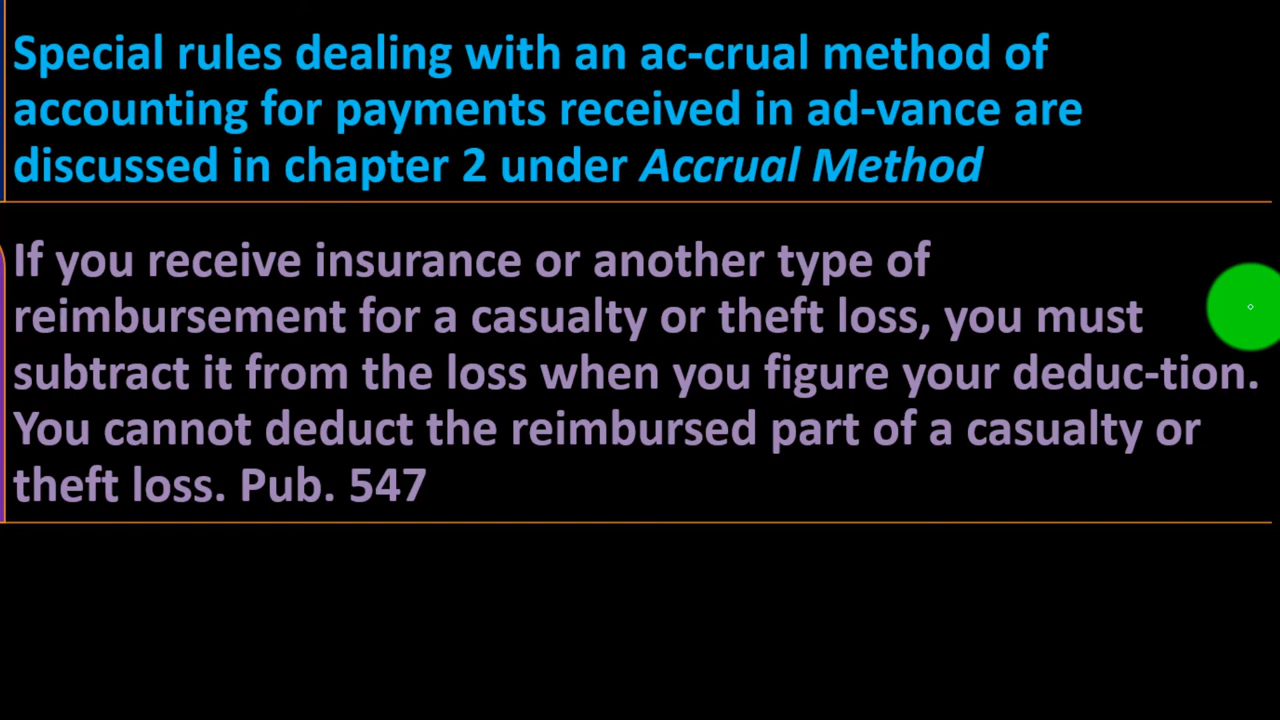 Special rules dealing with an ac-crual method of
accounting for payments received in ad-vance are
discussed in chapter 2 under Accrual Method
If you receive insurance or another type of
reimbursement for a casualty or theft loss, you must
subtract it from the loss when you figure your deduc-tion.
You cannot deduct the reimbursed part of a casualty or
theft loss. Pub. 547